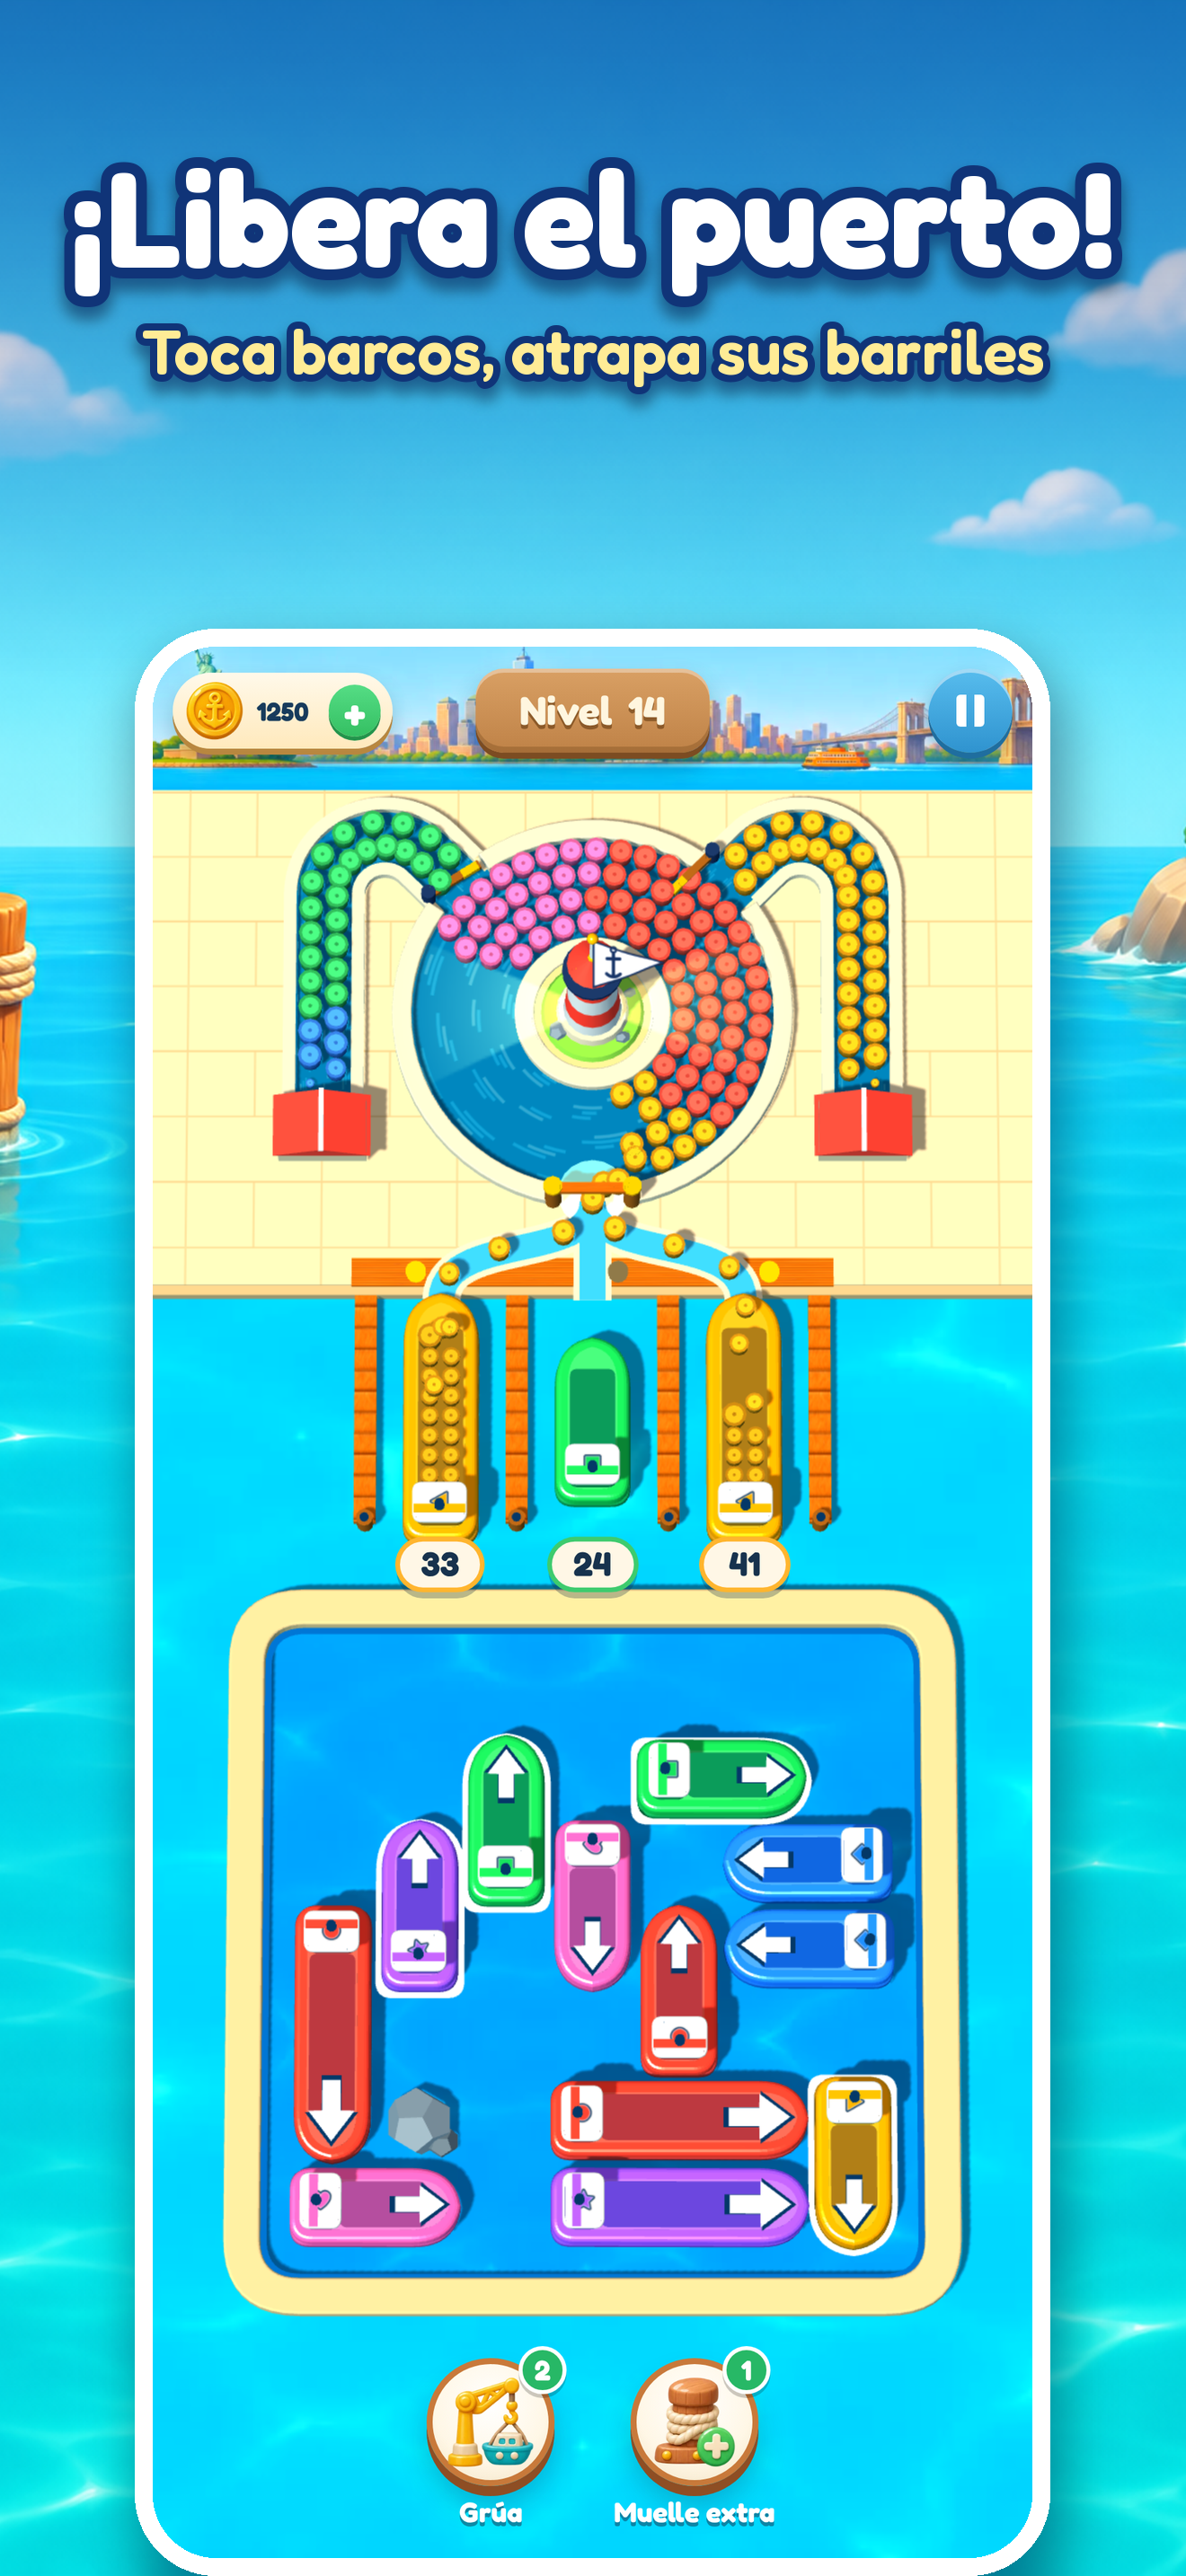 ¡Libera el puerto!
Toca barcos, atrapa sus barriles
1250
Nivel 14
33
24
41
2
1
Grúa
Muelle extra